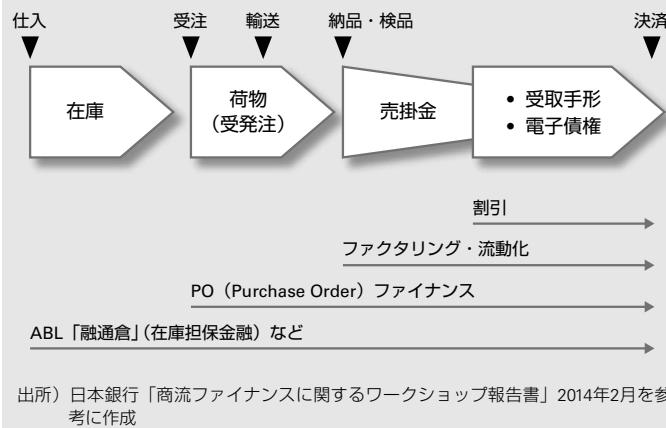 仕入 受注 輸送 納品・検品 決済
在庫
荷物
(受発注)
売掛金
• 受取手形
• 電子債権
割引
ファクタリング・流動化
PO(Purchase Order)ファイナンス
ABL「融通倉」(在庫担保金融)など
出所)日本銀行「商流ファイナンスに関するワークショップ報告書」2014年2月を参
考に作成